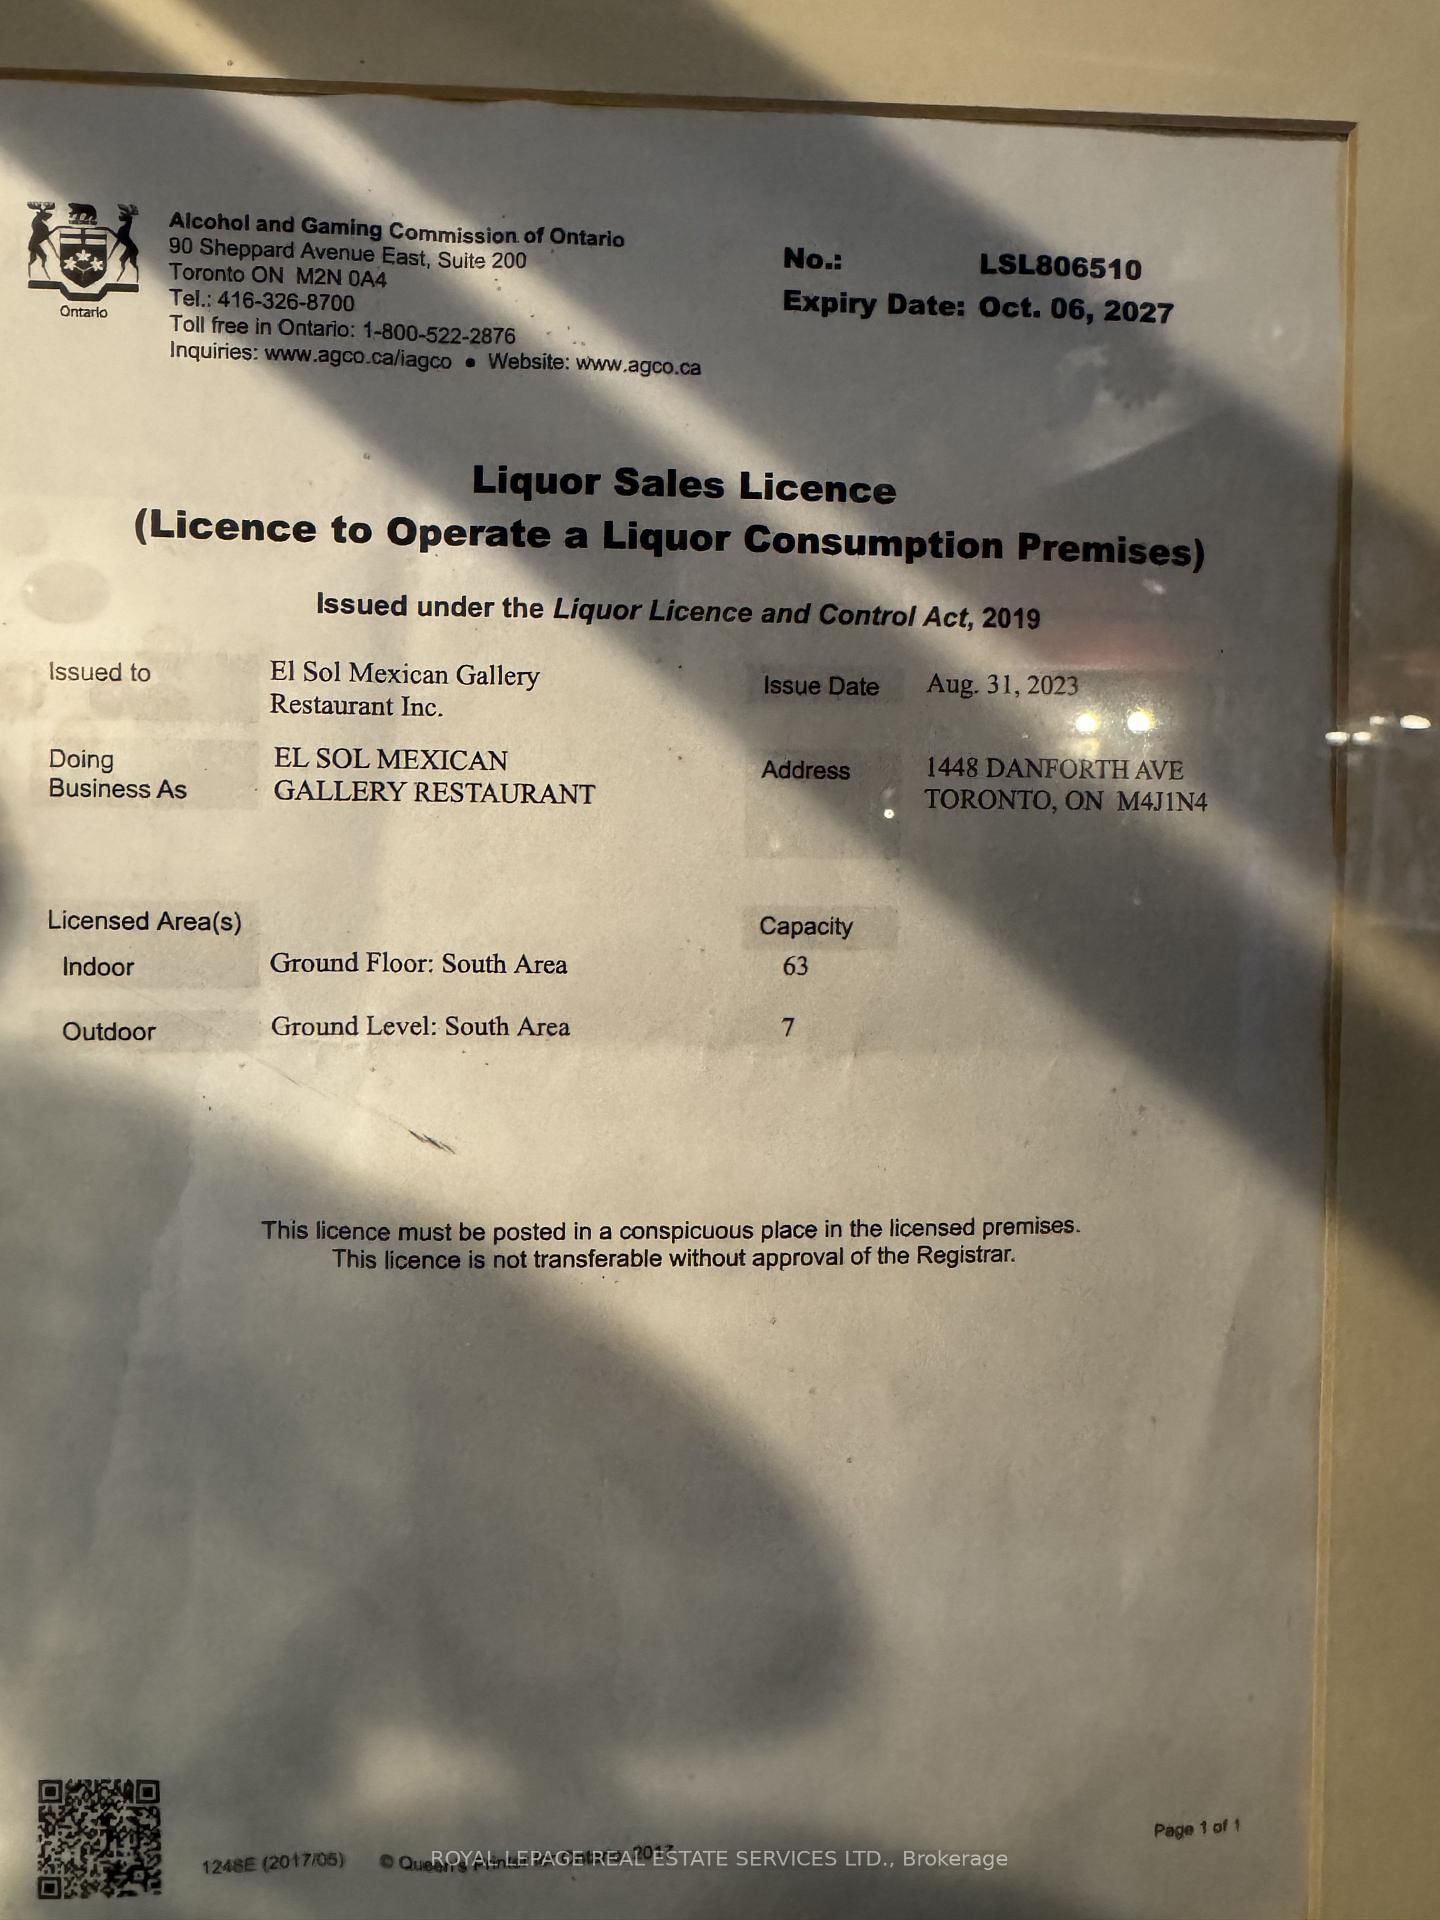 Ontario
Alcohol and Gaming Commission of Ontario
90 Sheppard Avenue East, Suite 200
Toronto ON M2N 0A4
Tel.: 416-326-8700
Toll free in Ontario: 1-800-522-2876
Inquiries: www.agco.ca/iagco • Website: www.agco.ca
No.: LSL806510
Expiry Date: Oct. 06, 2027
Liquor Sales Licence
(Licence to Operate a Liquor Consumption Premises)
Issued under the Liquor Licence and Control Act, 2019
Issued to El Sol Mexican Gallery
Restaurant Inc.
Issue Date Aug. 31, 2023
Doing
Business As
EL SOL MEXICAN
GALLERY RESTAURANT
Address 1448 DANFORTH AVE
TORONTO, ON M4J1N4
Licensed Area(s) Capacity
Indoor Ground Floor: South Area 63
Outdoor Ground Level: South Area 7
This licence must be posted in a conspicuous place in the licensed premises.
This licence is not transferable without approval of the Registrar.
Page 1 of 1
1248E (2017/05) © Queen's Printer for Ontario, 2017
ROYAL LEPAGE REAL ESTATE SERVICES LTD., Brokerage